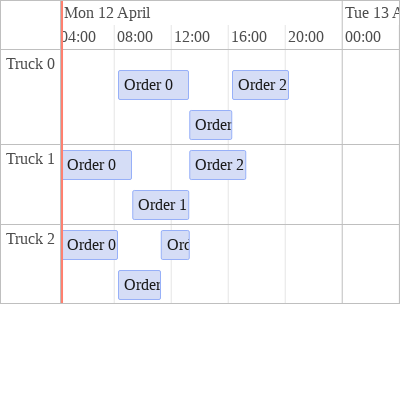 Mon 12 April
Tue 13 A
04:00 08:00 12:00 16:00 20:00 00:00
Truck 0
Order 0
Order 2
Order
Truck 1
Order 0
Order 2
Order 1
Truck 2
Order 0
Ord
Order